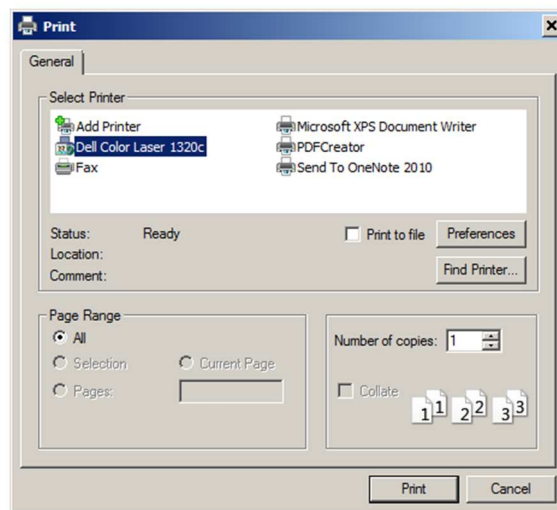 Print
General
Select Printer
Add Printer
Dell Color Laser 1320c
Fax
Microsoft XPS Document Writer
PDFCreator
Send To OneNote 2010
Status: Ready
Location:
Comment:
Print to file
Preferences
Find Printer...
Page Range
All
Selection
Current Page
Pages:
Number of copies: 1
Collate
1 1 2 2 3 3
Print
Cancel